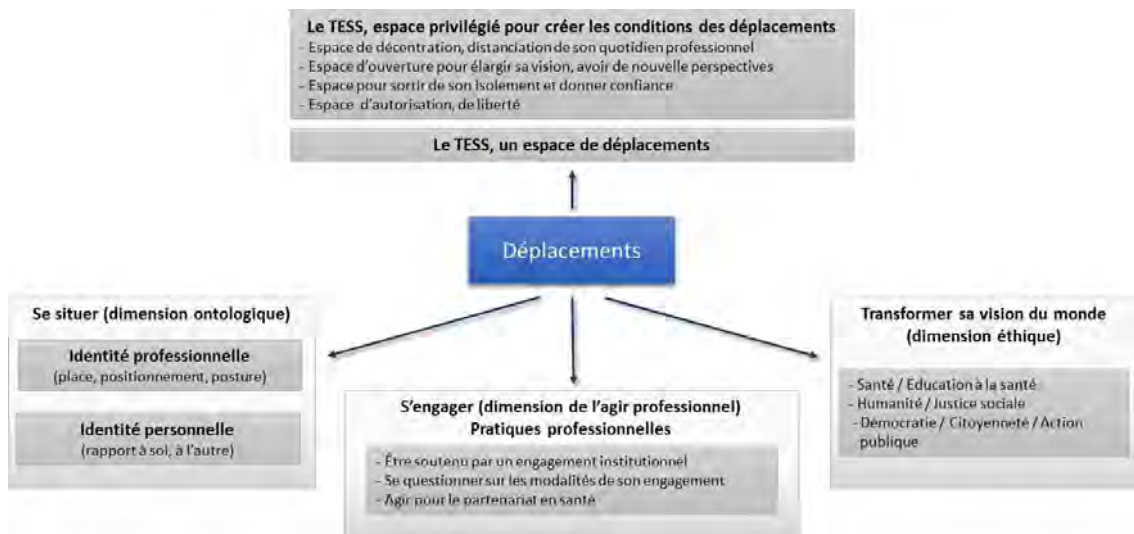 Le TESS, espace privilégié pour créer les conditions des déplacements
- Espace de décentration, distanciation de son quotidien professionnel
- Espace d'ouverture pour élargir sa vision, avoir de nouvelle perspectives
- Espace pour sortir de son isolement et donner confiance
- Espace d'autorisation, de liberté
Le TESS, un espace de déplacements
Déplacements
Se situer (dimension ontologique)
Identité professionnelle
(place, positionnement, posture)
Identité personnelle
(rapport à soi, à l'autre)
S'engager (dimension de l'agir professionnel)
Pratiques professionnelles
- Être soutenu par un engagement institutionnel
- Se questionner sur les modalités de son engagement
- Agir pour le partenariat en santé
Transformer sa vision du monde
(dimension éthique)
- Santé / Education à la santé
- Humanité / Justice sociale
- Démocratie / Citoyenneté / Action
publique